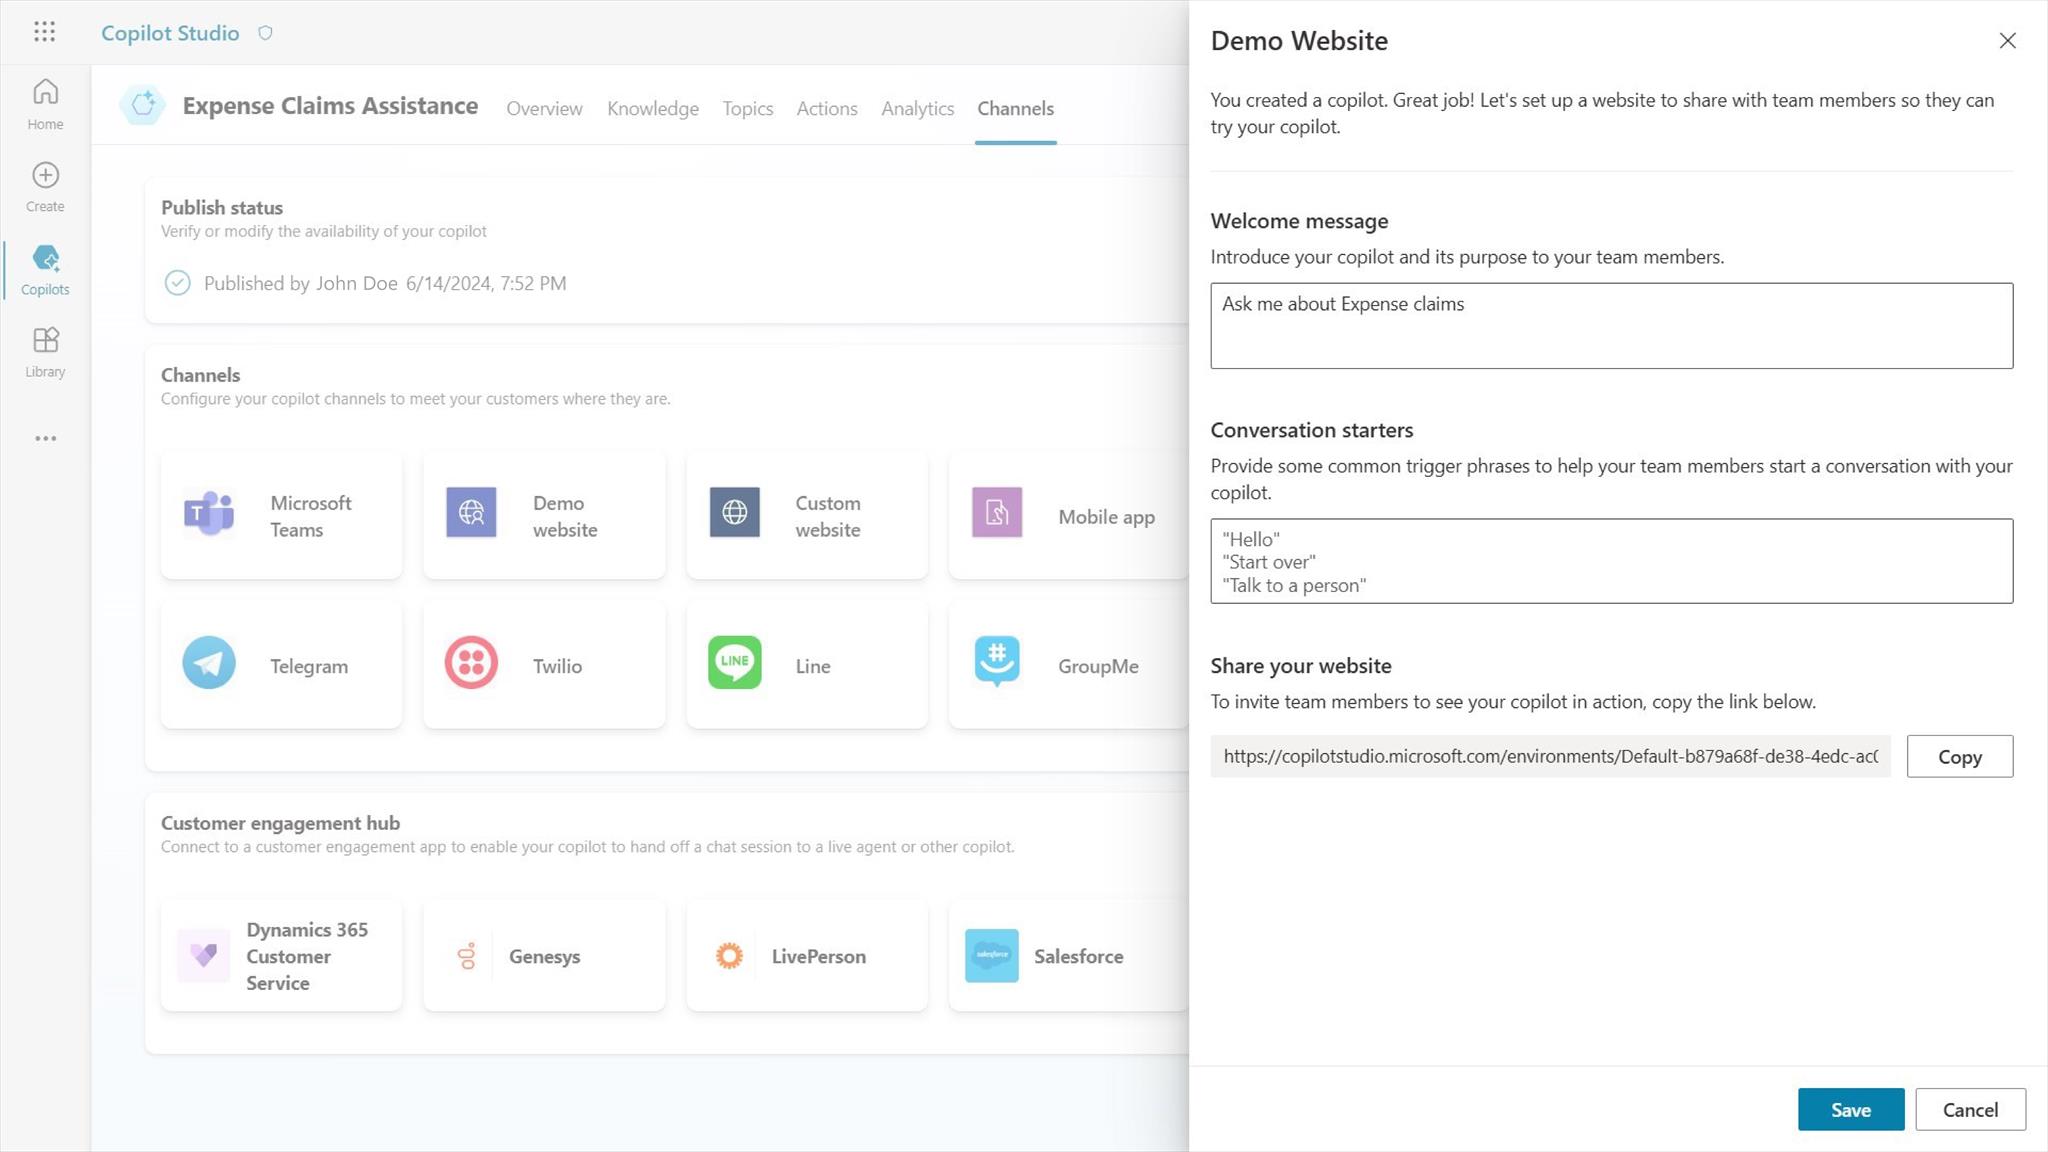 Copilot Studio
Home
Create
Copilots
Library
Expense Claims Assistance
Overview
Knowledge
Topics
Actions
Analytics
Channels
Publish status
Verify or modify the availability of your copilot
Published by John Doe 6/14/2024, 7:52 PM
Channels
Configure your copilot channels to meet your customers where they are.
T
Microsoft
Teams
Demo
website
Custom
website
Mobile app
Telegram
Twilio
LINE
Line
#
GroupMe
Customer engagement hub
Connect to a customer engagement app to enable your copilot to hand off a chat session to a live agent or other copilot.
Dynamics 365
Customer
Service
Genesys
LivePerson
salesforce
Salesforce
Demo Website
You created a copilot. Great job! Let's set up a website to share with team members so they can
try your copilot.
Welcome message
Introduce your copilot and its purpose to your team members.
Ask me about Expense claims
Conversation starters
Provide some common trigger phrases to help your team members start a conversation with your
copilot.
"Hello"
"Start over"
"Talk to a person"
Share your website
To invite team members to see your copilot in action, copy the link below.
https://copilotstudio.microsoft.com/environments/Default-b879a68f-de38-4edc-ac
Copy
Save
Cancel